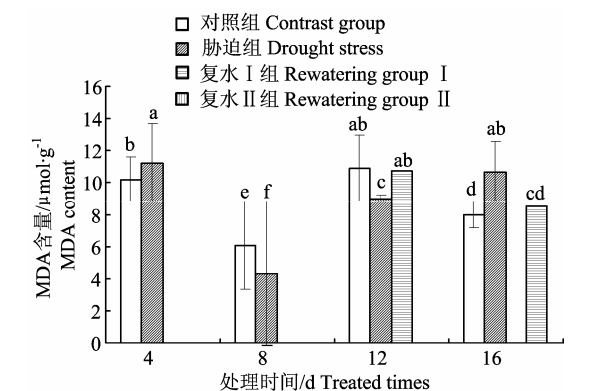 对照组 Contrast group
胁迫组 Drought stress
复水Ⅰ组 Rewatering group Ⅰ
复水Ⅱ组 Rewatering group Ⅱ
MDA含量/μmol·g⁻¹
MDA content
16
14
12
10
8
6
4
2
0
b
a
e
f
ab
c
ab
d
ab
cd
4
8
12
16
处理时间/d Treated times